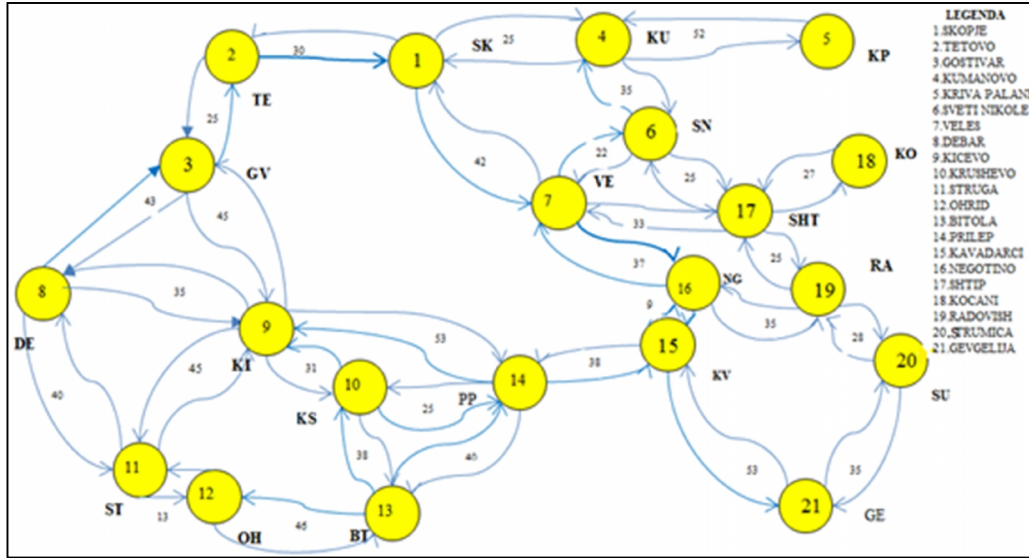 LEGENDA
1.SKOPJE
2.TETOVO
3.GOSTIVAR
4.KUMANOVO
5.KRIVA PALANI
6.SVETI NIKOLE
7.VELES
8.DEBAR
9.KICEVO
10.KRUSHEVO
11.STRUGA
12.OHRID
13.BITOLA
14.PRILEP
15.KAVADARCI
16.NEGOTINO
17.SHTIP
18.KOCANI
19.RADOVISH
20.STRUMICA
21.GEVGELIJA
2
TE
30
1
SK
25
4
KU
52
5
KP
25
3
GV
42
35
6
SN
22
7
VE
25
33
17
SHT
27
18
KO
43
45
37
16
NG
25
19
RA
8
DE
35
9
KI
53
9
35
28
20
SU
15
KV
38
14
PP
31
10
KS
25
45
40
11
ST
13
12
OH
46
38
13
BT
40
53
21
GE
35